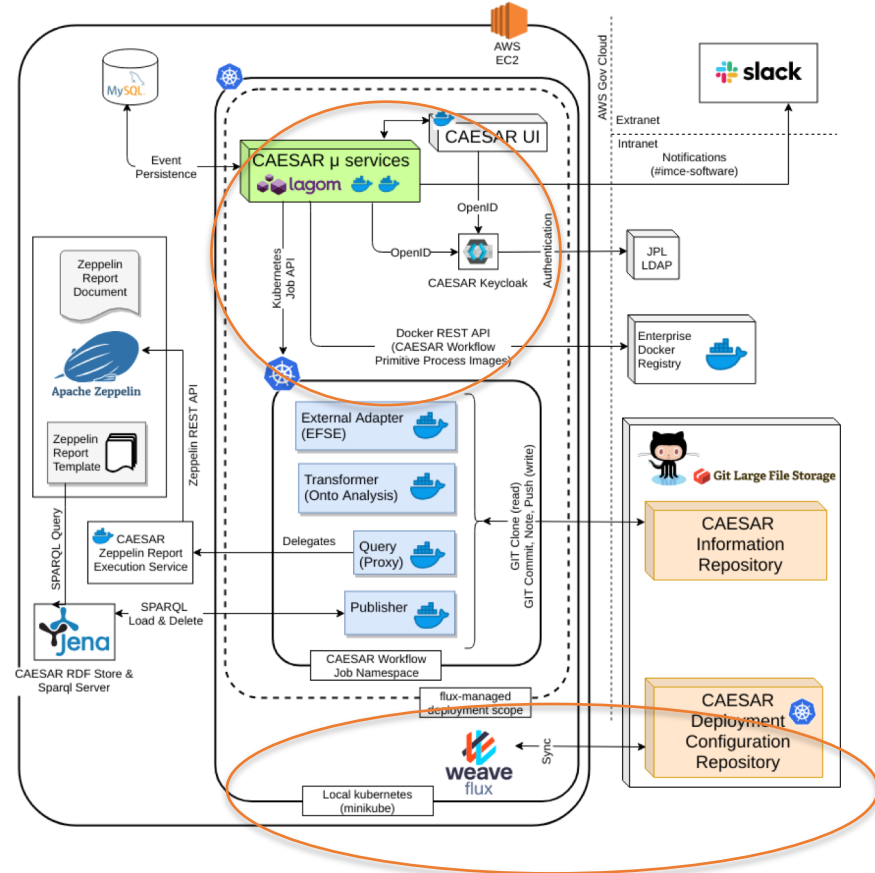 AWS
EC2
MySQL
slack
AWS Gov Cloud
Extranet
Intranet
CAESAR UI
CAESAR μ services
lagom
Event
Persistence
Notifications
(#imce-software)
OpenID
OpenID
Kubernetes
Job API
CAESAR Keycloak
Authentication
JPL
LDAP
Zeppelin
Report
Document
Apache Zeppelin
Zeppelin REST API
Docker REST API
(CAESAR Workflow
Primitive Process Images)
Enterprise
Docker
Registry
Zeppelin
Report
Template
External Adapter
(EFSE)
Transformer
(Onto Analysis)
Query
(Proxy)
Publisher
GIT Clone (read)
GIT Commit, Note, Push (write)
Git Large File Storage
CAESAR
Information
Repository
SPARQL Query
CAESAR
Zeppelin Report
Execution Service
Delegates
SPARQL
Load & Delete
Jena
CAESAR RDF Store &
Sparql Server
CAESAR Workflow
Job Namespace
flux-managed
deployment scope
CAESAR
Deployment
Configuration
Repository
weave
flux
Sync
Local kubernetes
(minikube)